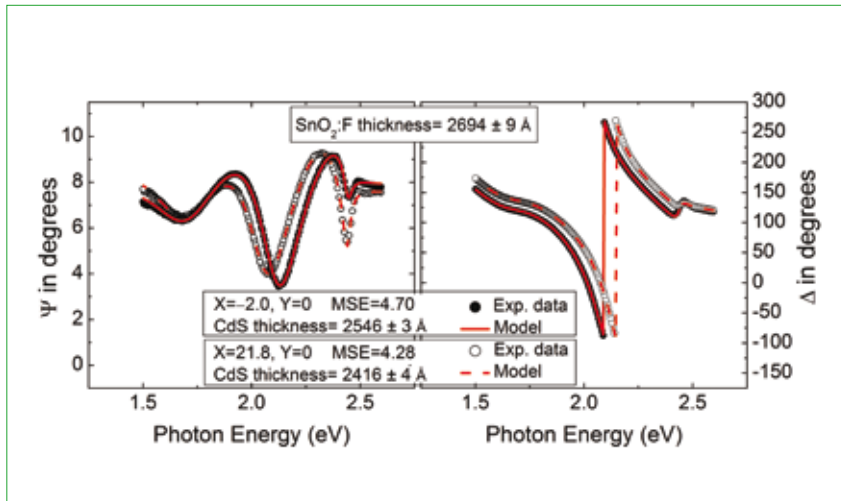 SnO2:F thickness= 2694 ± 9 Å
10
8
6
4
2
0
Ψ in degrees
X=−2.0, Y=0 MSE=4.70
CdS thickness= 2546 ± 3 Å
Exp. data
Model
X=21.8, Y=0 MSE=4.28
CdS thickness= 2416 ± 4 Å
Exp. data
Model
300
250
200
150
100
50
0
-50
-100
-150
Δ in degrees
1.5 2.0 2.5
1.5 2.0 2.5
Photon Energy (eV)
Photon Energy (eV)